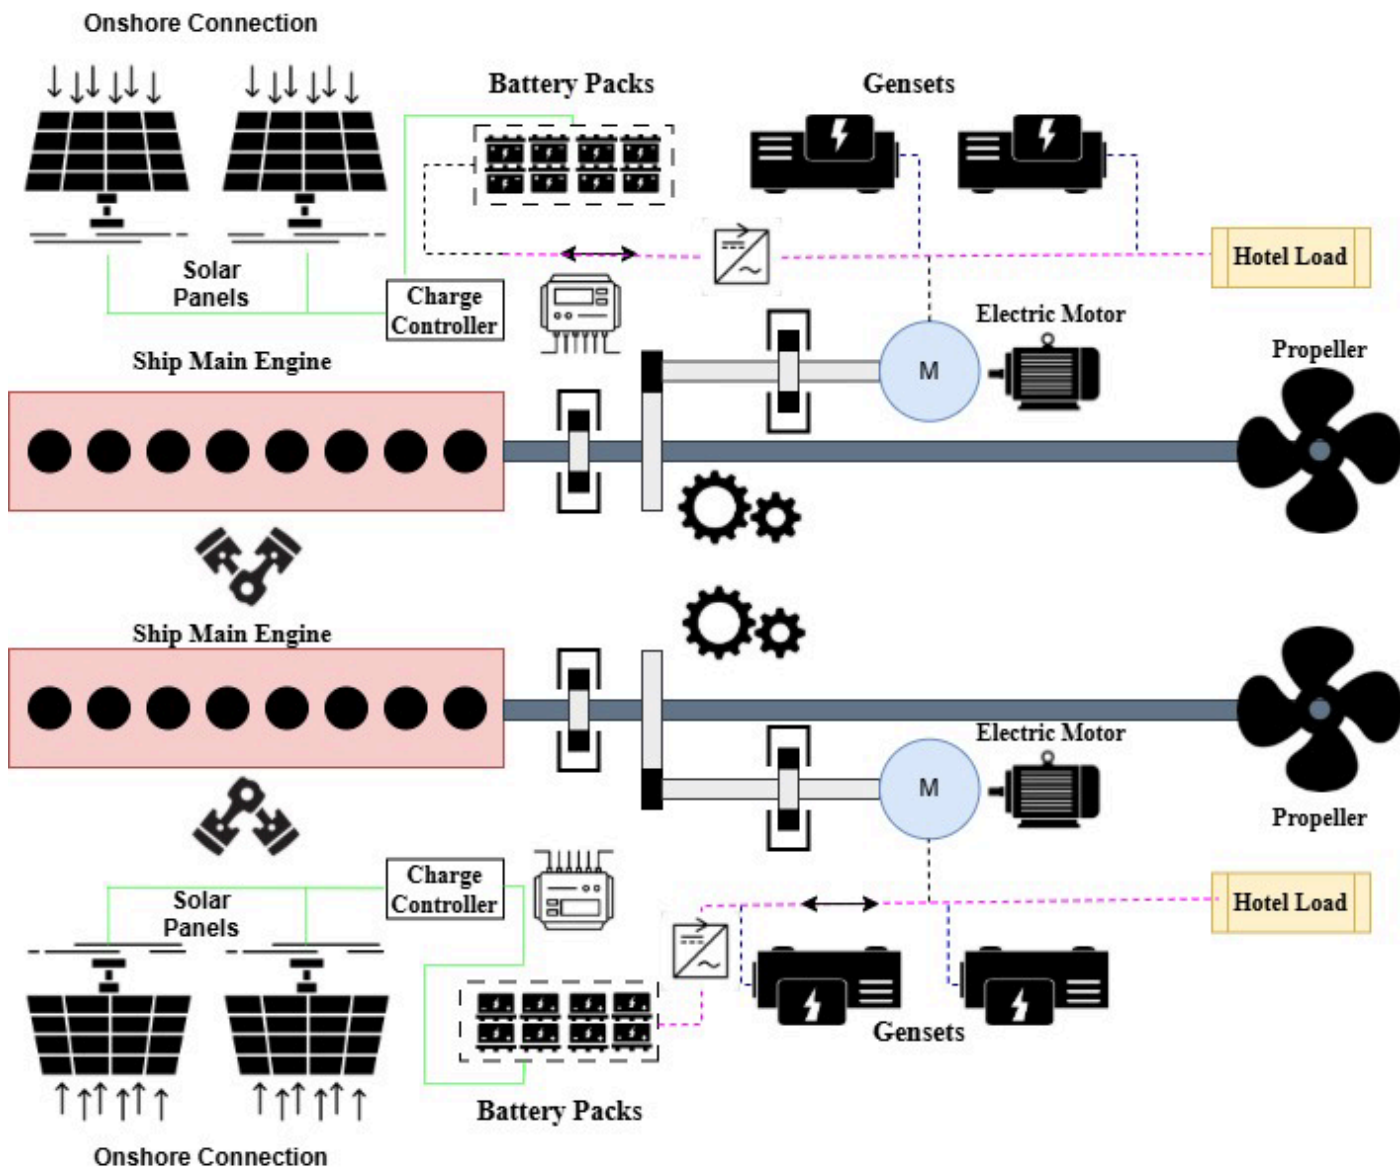 Onshore Connection
Battery Packs
Gensets
Solar
Panels
Charge
Controller
Hotel Load
Electric Motor
Ship Main Engine
Propeller
M
Ship Main Engine
Electric Motor
M
Propeller
Solar
Panels
Charge
Controller
Hotel Load
Gensets
Battery Packs
Onshore Connection